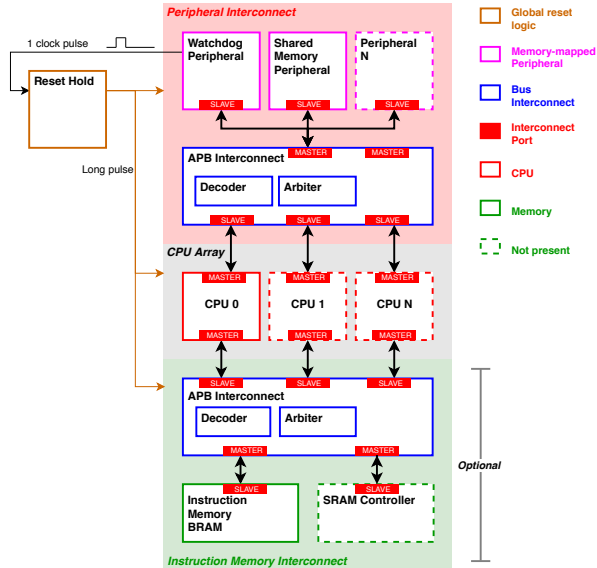 Peripheral Interconnect
1 clock pulse
Watchdog
Peripheral
Shared
Memory
Peripheral
Peripheral
N
SLAVE
SLAVE
SLAVE
Reset Hold
Long pulse
MASTER
MASTER
APB Interconnect
Decoder
Arbiter
SLAVE
SLAVE
SLAVE
CPU Array
MASTER
MASTER
MASTER
CPU 0
CPU 1
CPU N
MASTER
MASTER
MASTER
SLAVE
SLAVE
SLAVE
APB Interconnect
Decoder
Arbiter
MASTER
MASTER
SLAVE
SLAVE
Instruction
Memory
BRAM
SRAM Controller
Instruction Memory Interconnect
Optional
Global reset
logic
Memory-mapped
Peripheral
Bus
Interconnect
Interconnect
Port
CPU
Memory
Not present